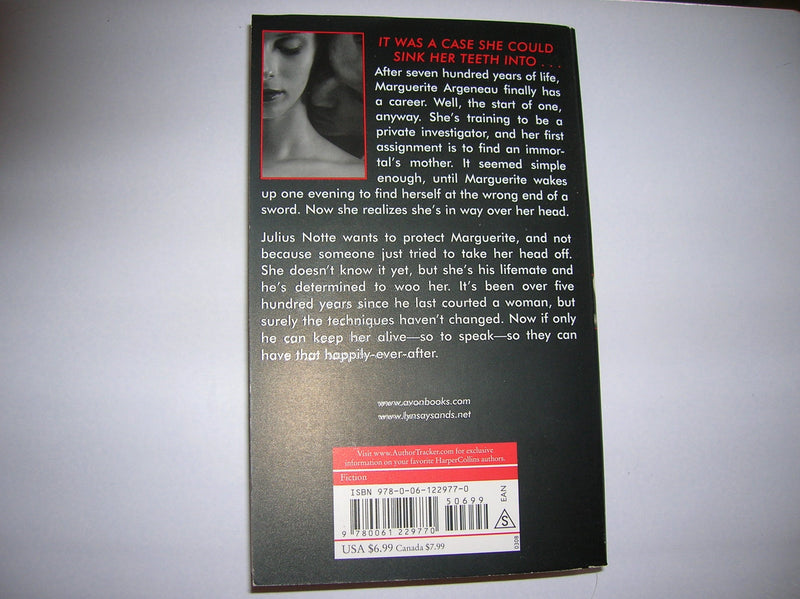 IT WAS A CASE SHE COULD
SINK HER TEETH INTO . . .
After seven hundred years of life,
Marguerite Argeneau finally has
a career. Well, the start of one,
anyway. She's training to be a
private investigator, and her first
assignment is to find an immor-
tal's mother. It seemed simple
enough, until Marguerite wakes
up one evening to find herself at the wrong end of a
sword. Now she realizes she's in way over her head.
Julius Notte wants to protect Marguerite, and not
because someone just tried to take her head off.
She doesn't know it yet, but she's his lifemate and
he's determined to woo her. It's been over five
hundred years since he last courted a woman, but
surely the techniques haven't changed. Now if only
he can keep her alive—so to speak—so they can
have that happily-ever-after.
www.avonbooks.com
www.lynsaysands.net
Visit www.AuthorTracker.com for exclusive
information on your favorite HarperCollins authors.
Fiction
ISBN 978-0-06-122977-0
50699
EAN
S
9 780061 229770
0308
USA $6.99 Canada $7.99